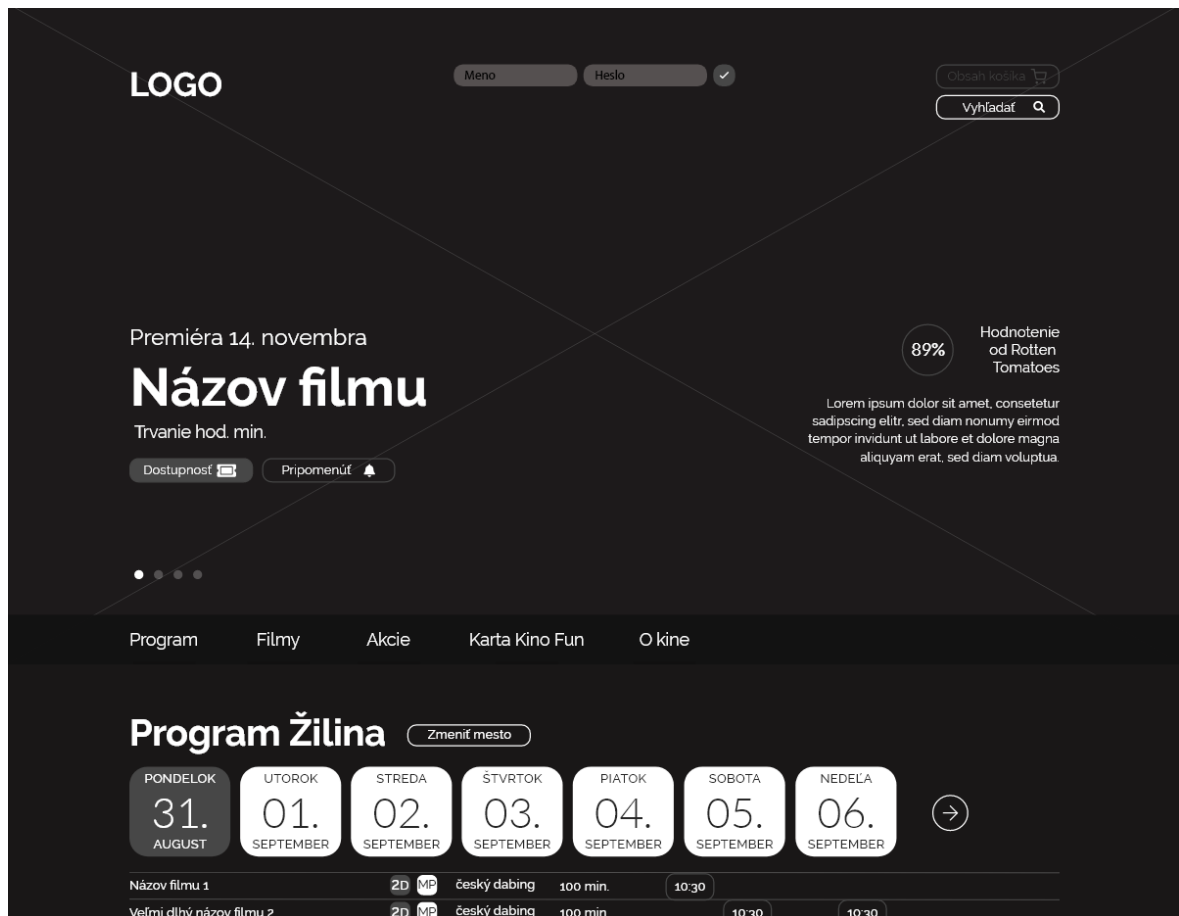 LOGO
Meno
Heslo
Obsah košíka
Vyhľadať
Premiéra 14. novembra
Názov filmu
Trvanie hod. min.
Dostupnosť
Pripomenúť
89%
Hodnotenie
od Rotten
Tomatoes
Lorem ipsum dolor sit amet, consetetur
sadipscing elitr, sed diam nonumy eirmod
tempor invidunt ut labore et dolore magna
aliquyam erat, sed diam voluptua.
Program Filmy Akcie Karta Kino Fun O kine
Program Žilina
Zmeniť mesto
PONDELOK
31.
AUGUST
UTOROK
01.
SEPTEMBER
STREDA
02.
SEPTEMBER
ŠTVRTOK
03.
SEPTEMBER
PIATOK
04.
SEPTEMBER
SOBOTA
05.
SEPTEMBER
NEDEĽA
06.
SEPTEMBER
Názov filmu 1 2D MP český dabing 100 min. 10:30
Veľmi dlhý názov filmu 2 2D MP český dabing 100 min. 10:30 10:30